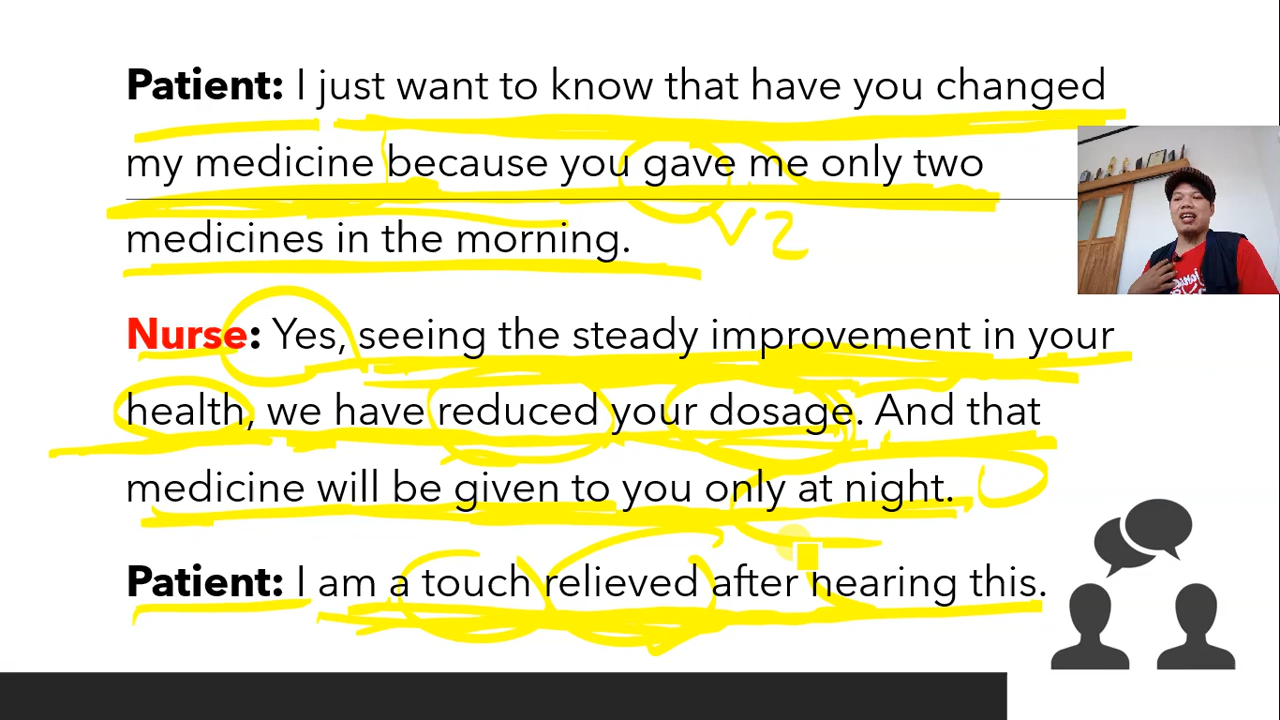 Patient: I just want to know that have you changed
my medicine because you gave me only two
medicines in the morning.
V2
Nurse: Yes, seeing the steady improvement in your
health, we have reduced your dosage. And that
medicine will be given to you only at night.
Patient: I am a touch relieved after hearing this.